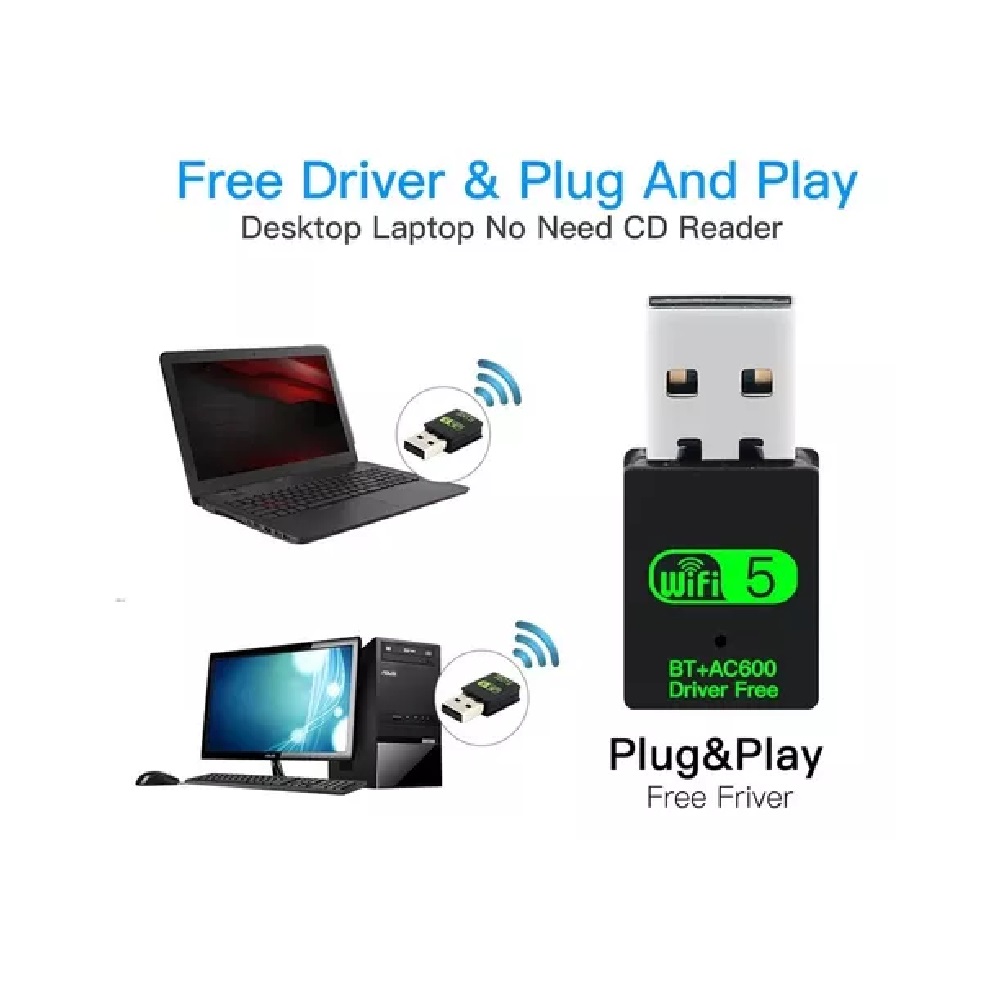 Free Driver & Plug And Play
Desktop Laptop No Need CD Reader
WiFi 5
BT+AC600
Driver Free
Plug&Play
Free Friver